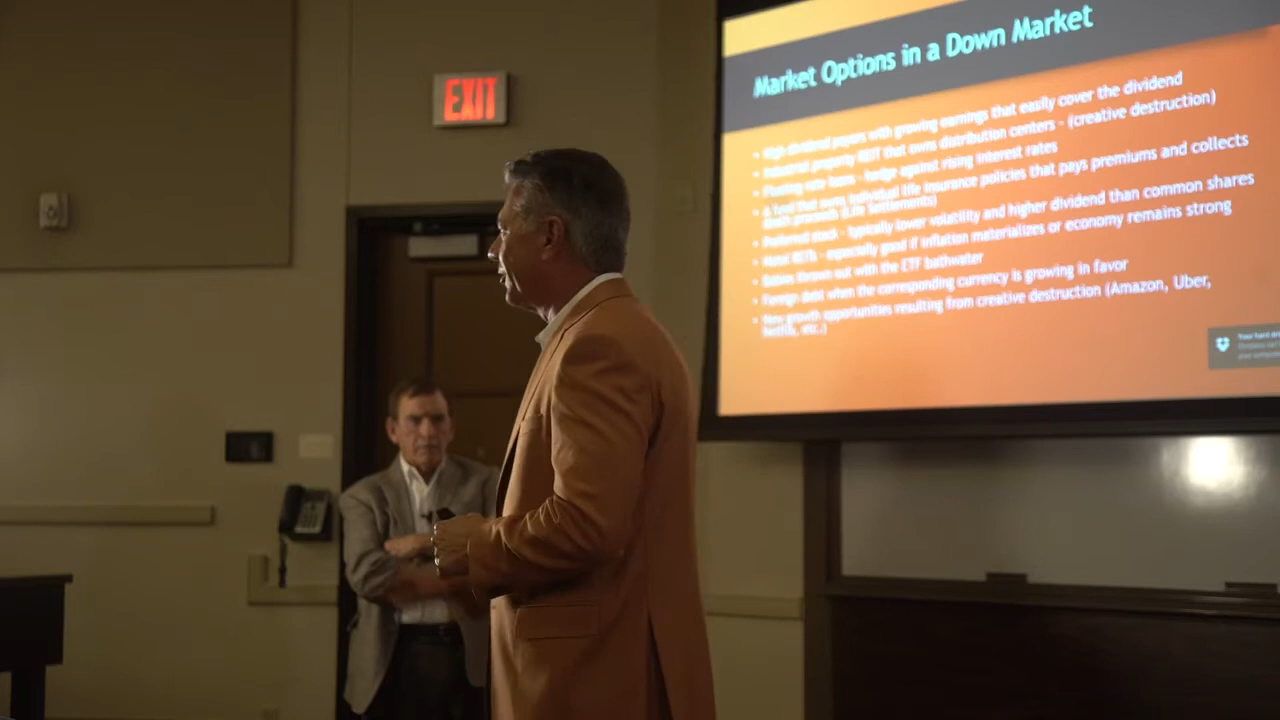 EXIT
Market Options in a Down Market
• High dividend payers with growing earnings that easily cover the dividend
• Industrial property REIT that owns distribution centers - (creative destruction)
• Floating rate loans - hedge against rising interest rates
• A fund that owns individual life insurance policies that pays premiums and collects
death proceeds (Life Settlements)
• Preferred stock - typically lower volatility and higher dividend than common shares
• Hotel REITs - especially good if inflation materializes or economy remains strong
• Babies thrown out with the ETF bathwater
• Foreign debt when the corresponding currency is growing in favor
• New growth opportunities resulting from creative destruction (Amazon, Uber,
Netflix, etc.)